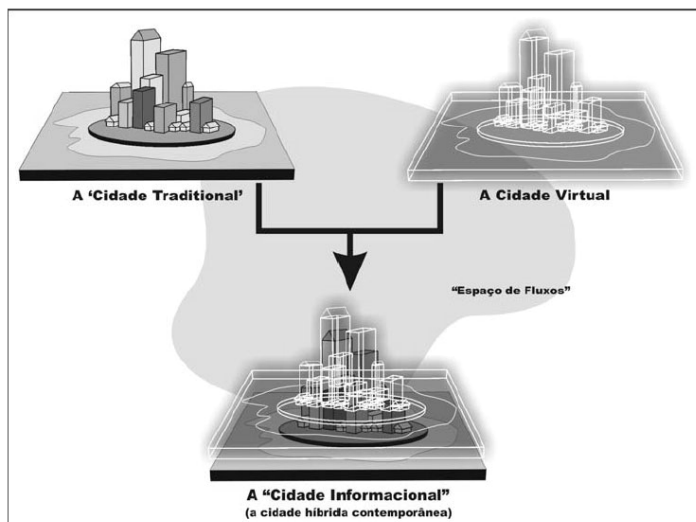 A ‘Cidade Traditional’
A Cidade Virtual
“Espaço de Fluxos”
A “Cidade Informacional”
(a cidade híbrida contemporânea)